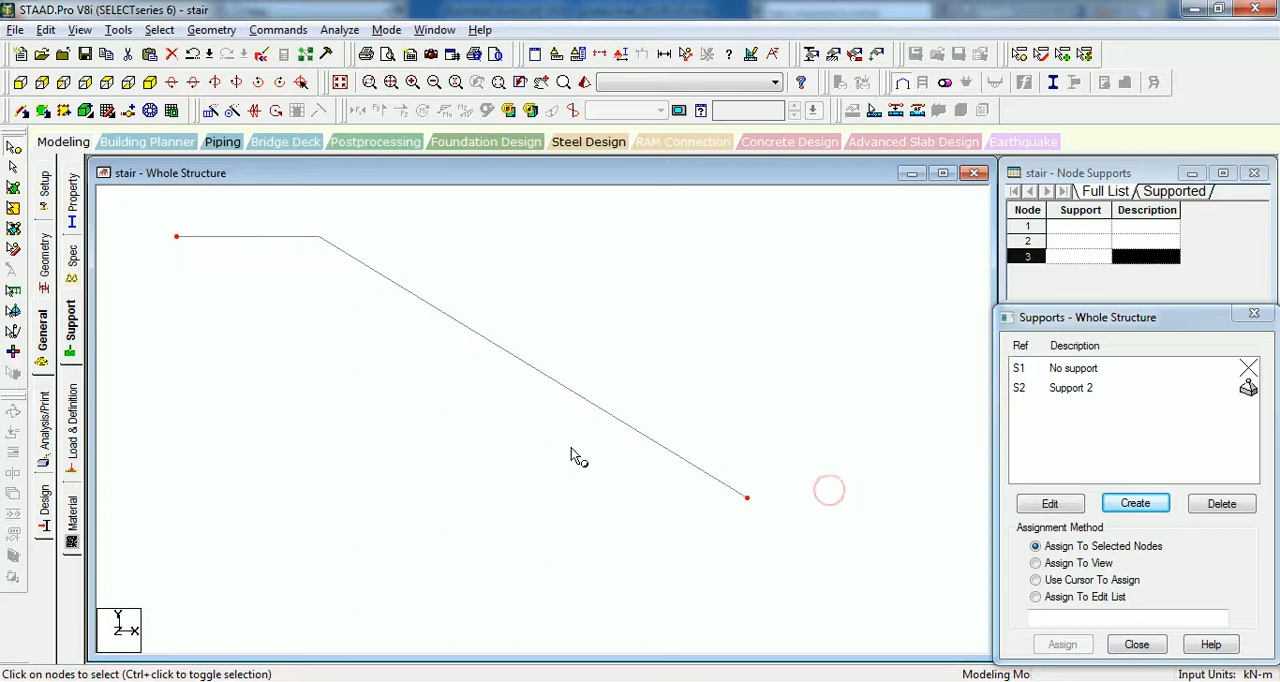 STAAD.Pro V8i (SELECTseries 6) - stair
File Edit View Tools Select Geometry Commands Analyze Mode Window Help
Modeling Building Planner Piping Bridge Deck Postprocessing Foundation Design Steel Design RAM Connection Concrete Design Advanced Slab Design Earthquake
Setup
Geometry
General
Analysis/Print
Design
Property
Spec
Support
Load & Definition
Material
stair - Whole Structure
Y
Z X
stair - Node Supports
Full List Supported
Node Support Description
1
2
3
Supports - Whole Structure
Ref Description
S1 No support
S2 Support 2
Edit Create Delete
Assignment Method
Assign To Selected Nodes
Assign To View
Use Cursor To Assign
Assign To Edit List
Assign Close Help
Click on nodes to select (Ctrl+click to toggle selection) Modeling Mo Input Units: kN-m